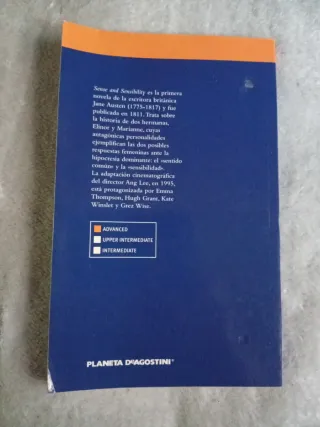 Sense and Sensibility es la primera
novela de la escritora británica
Jane Austen (1775-1817) y fue
publicado en 1811. Trata sobre
la historia de dos hermanas,
Elinor y Marianne, cuyas
antagónicas personalidades
ejemplifican las dos posibles
respuestas femeninas ante la
hipocresía dominante: el «sentido
común» y la «sensibilidad».
La adaptación cinematográfica
del director Ang Lee, en 1995,
está protagonizada por Emma
Thompson, Hugh Grant, Kate
Winslet y Greg Wise.
ADVANCED
UPPER INTERMEDIATE
INTERMEDIATE
PLANETA DeAGOSTINI